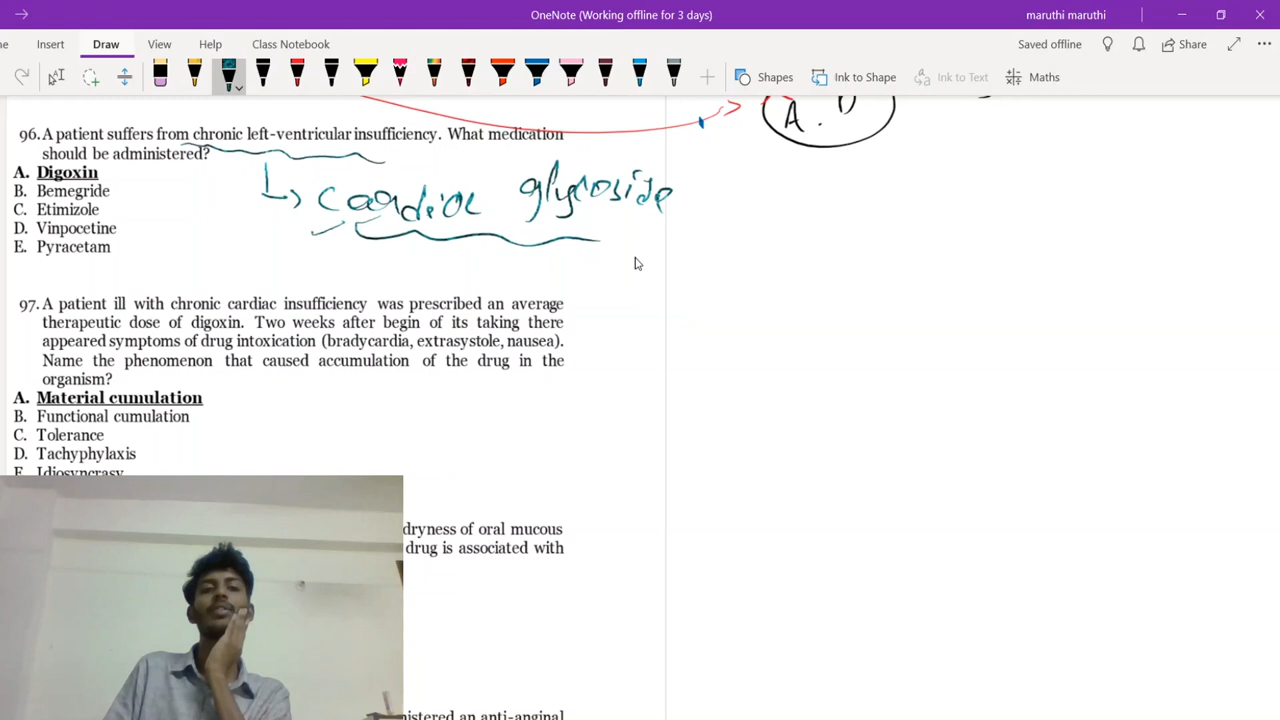 OneNote (Working offline for 3 days)
maruthi maruthi
Insert
Draw
View
Help
Class Notebook
Saved offline
Share
Shapes
Ink to Shape
Ink to Text
Maths
A. D
96. A patient suffers from chronic left-ventricular insufficiency. What medication
should be administered?
A. Digoxin
B. Bemegride
C. Etimizole
D. Vinpocetine
E. Pyracetam
cardiac glycoside
97. A patient ill with chronic cardiac insufficiency was prescribed an average
therapeutic dose of digoxin. Two weeks after begin of its taking there
appeared symptoms of drug intoxication (bradycardia, extrasystole, nausea).
Name the phenomenon that caused accumulation of the drug in the
organism?
A. Material cumulation
B. Functional cumulation
C. Tolerance
D. Tachyphylaxis
E. Idiosyncrasy
dryness of oral mucous
drug is associated with
nistered an anti-anginal